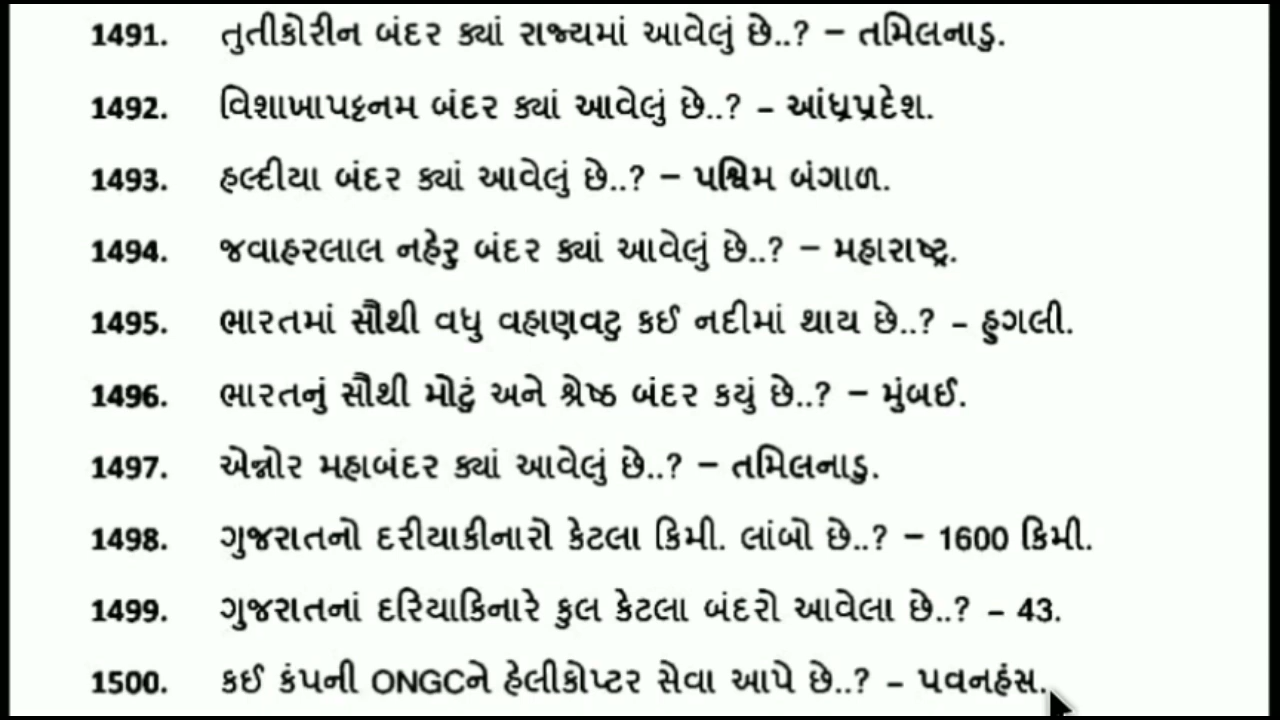 1491. તુતીકોરીન બંદર ક્યાં રાજ્યમાં આવેલું છે..? – તમિલનાડુ.
1492. વિશાખાપટ્ટનમ બંદર ક્યાં આવેલું છે..? – આંધ્રપ્રદેશ.
1493. હલ્દીયા બંદર ક્યાં આવેલું છે..? – પશ્વિમ બંગાળ.
1494. જવાહરલાલ નહેરુ બંદર ક્યાં આવેલું છે..? – મહારાષ્ટ્ર.
1495. ભારતમાં સૌથી વધુ વહાણવટુ કઈ નદીમાં થાય છે..? – હુગલી.
1496. ભારતનું સૌથી મોટું અને શ્રેષ્ઠ બંદર કયું છે..? – મુંબઈ.
1497. એન્નોર મહાબંદર ક્યાં આવેલું છે..? – તમિલનાડુ.
1498. ગુજરાતનો દરીયાકીનારો કેટલા કિમી. લાંબો છે..? – 1600 કિમી.
1499. ગુજરાતનાં દરિયાકિનારે કુલ કેટલા બંદરો આવેલા છે..? – 43.
1500. કઈ કંપની ONGCને હેલીકોપ્ટર સેવા આપે છે..? – પવનહંસ.